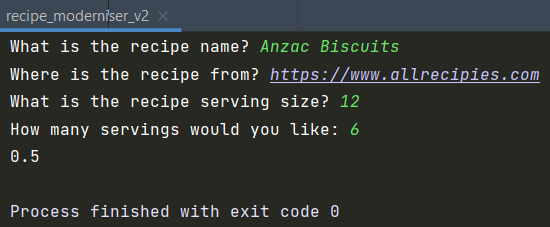 recipe_moderniser_v2
What is the recipe name? Anzac Biscuits
Where is the recipe from? https://www.allrecipies.com
What is the recipe serving size? 12
How many servings would you like: 6
0.5
Process finished with exit code 0